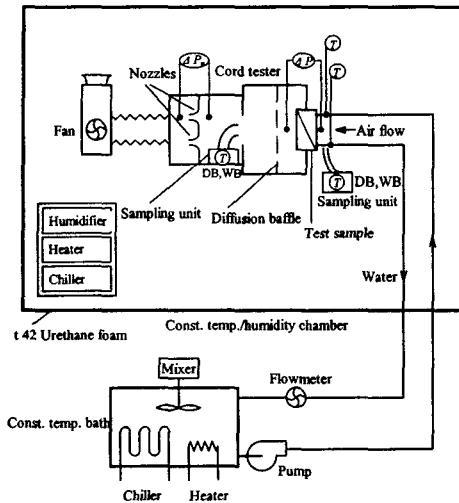 T
ΔPn
ΔP
T
Nozzles
Cord tester
Fan
Air flow
T
DB,WB
T
DB,WB
Sampling unit
Sampling unit
Diffusion baffle
Test sample
Humidifier
Heater
Chiller
Water
t 42 Urethane foam
Const. temp./humidity chamber
Mixer
Flowmeter
Const. temp. bath
Pump
Chiller
Heater